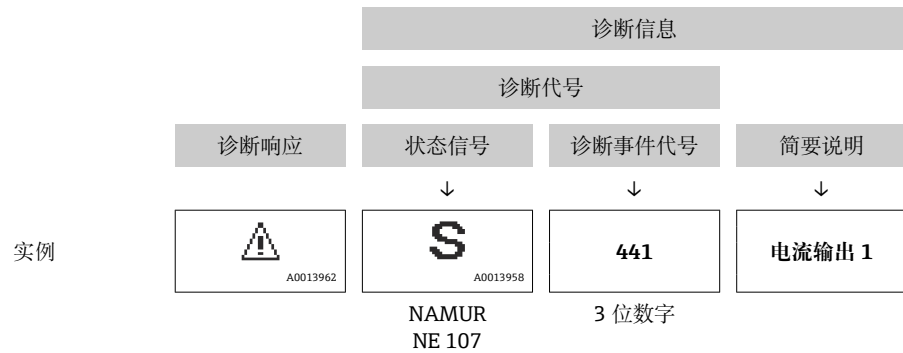 诊断信息
诊断代号
诊断响应 状态信号 诊断事件代号 简要说明
↓ ↓ ↓
实例 S 441 电流输出 1
A0013962 A0013958
NAMUR 3 位数字
NE 107